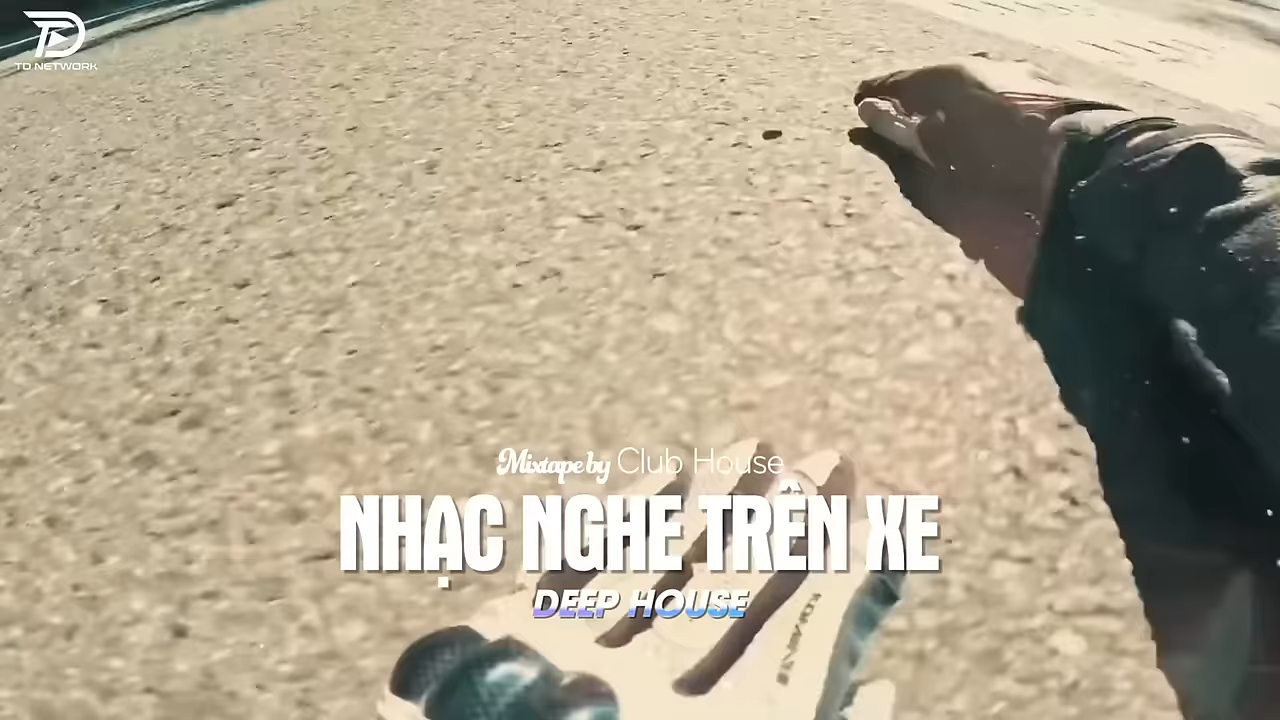 TD NETWORK
Mixtape by Club House
NHẠC NGHE TRÊN XE
DEEP HOUSE